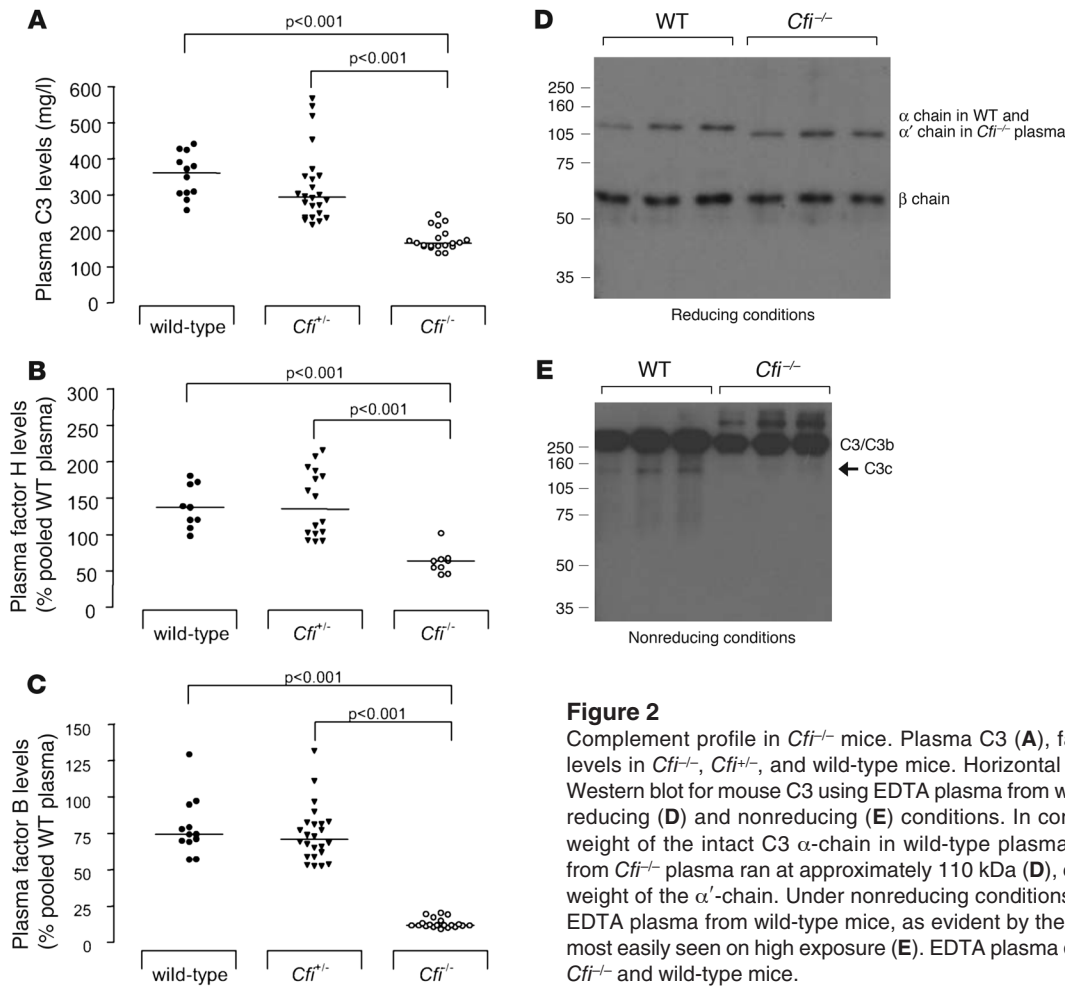 A
p<0.001
p<0.001
Plasma C3 levels (mg/l)
600
500
400
300
200
100
0
wild-type
Cfi+/-
Cfi-/-
B
p<0.001
p<0.001
Plasma factor H levels
(% pooled WT plasma)
300
250
200
150
100
50
0
wild-type
Cfi+/-
Cfi-/-
C
p<0.001
p<0.001
Plasma factor B levels
(% pooled WT plasma)
150
125
100
75
50
25
0
wild-type
Cfi+/-
Cfi-/-
D
WT
Cfi–/–
250
160
105
75
50
35
α chain in WT and
α′ chain in Cfi–/– plasma
β chain
Reducing conditions
E
WT
Cfi–/–
250
160
105
75
50
35
C3/C3b
C3c
Nonreducing conditions
Figure 2
Complement profile in Cfi–/– mice. Plasma C3 (A), fa
levels in Cfi–/–, Cfi+/–, and wild-type mice. Horizontal
Western blot for mouse C3 using EDTA plasma from w
reducing (D) and nonreducing (E) conditions. In con
weight of the intact C3 α-chain in wild-type plasma
from Cfi–/– plasma ran at approximately 110 kDa (D),
weight of the α′-chain. Under nonreducing conditions
EDTA plasma from wild-type mice, as evident by the
most easily seen on high exposure (E). EDTA plasma
Cfi–/– and wild-type mice.